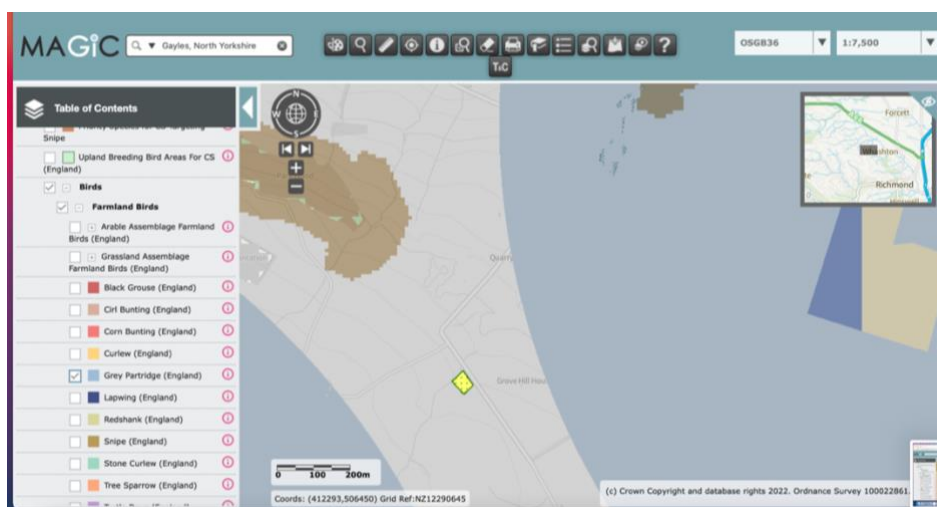 MAGiC
Gayles, North Yorkshire
TIC
OSGB36
1:7,500
Table of Contents
Snipe
Upland Breeding Bird Areas For CS
(England)
Birds
Farmland Birds
Arable Assemblage Farmland
Birds (England)
Grassland Assemblage
Farmland Birds (England)
Black Grouse (England)
Cirl Bunting (England)
Corn Bunting (England)
Curlew (England)
Grey Partridge (England)
Lapwing (England)
Redshank (England)
Snipe (England)
Stone Curlew (England)
Tree Sparrow (England)
N
W
E
S
Quarry
Grove Hill Hou
Forcett
Richmond
0 100 200m
Coords: (412293,506450) Grid Ref:NZ12290645
(c) Crown Copyright and database rights 2022. Ordnance Survey 100022861.